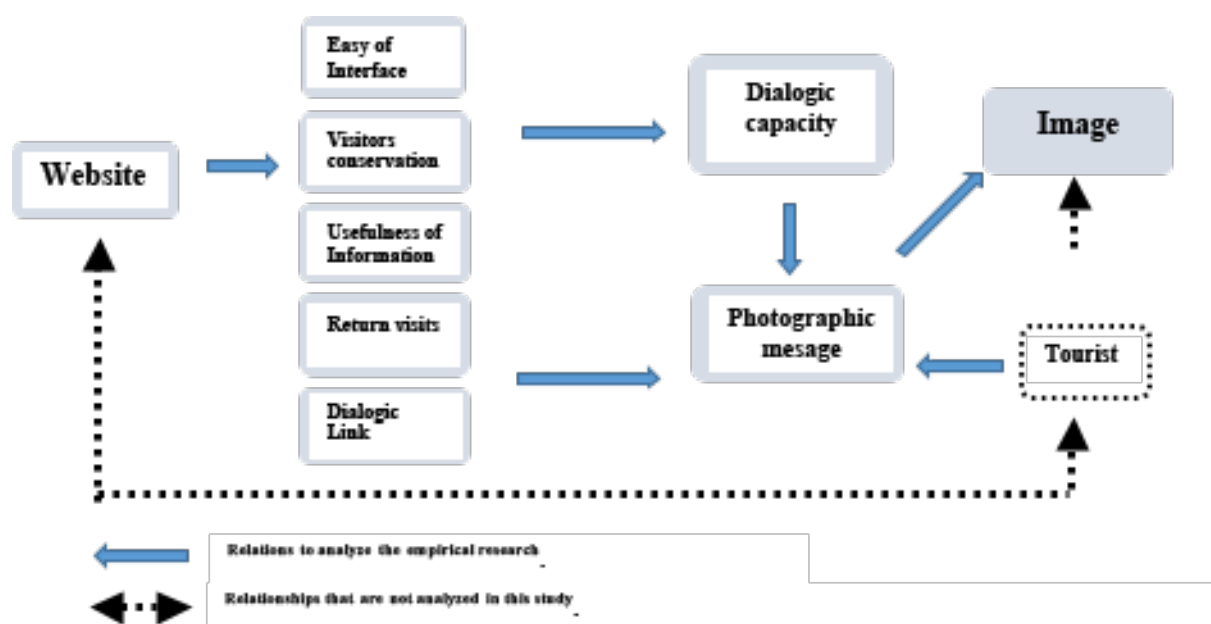 Easy of
Interface
Dialogic
capacity
Image
Visitors
conservation
Website
Usefulness of
Information
Return visits
Photographic
mesage
Tourist
Dialogic
Link
Relations to analyze the empirical research
Relationships that are not analyzed in this study